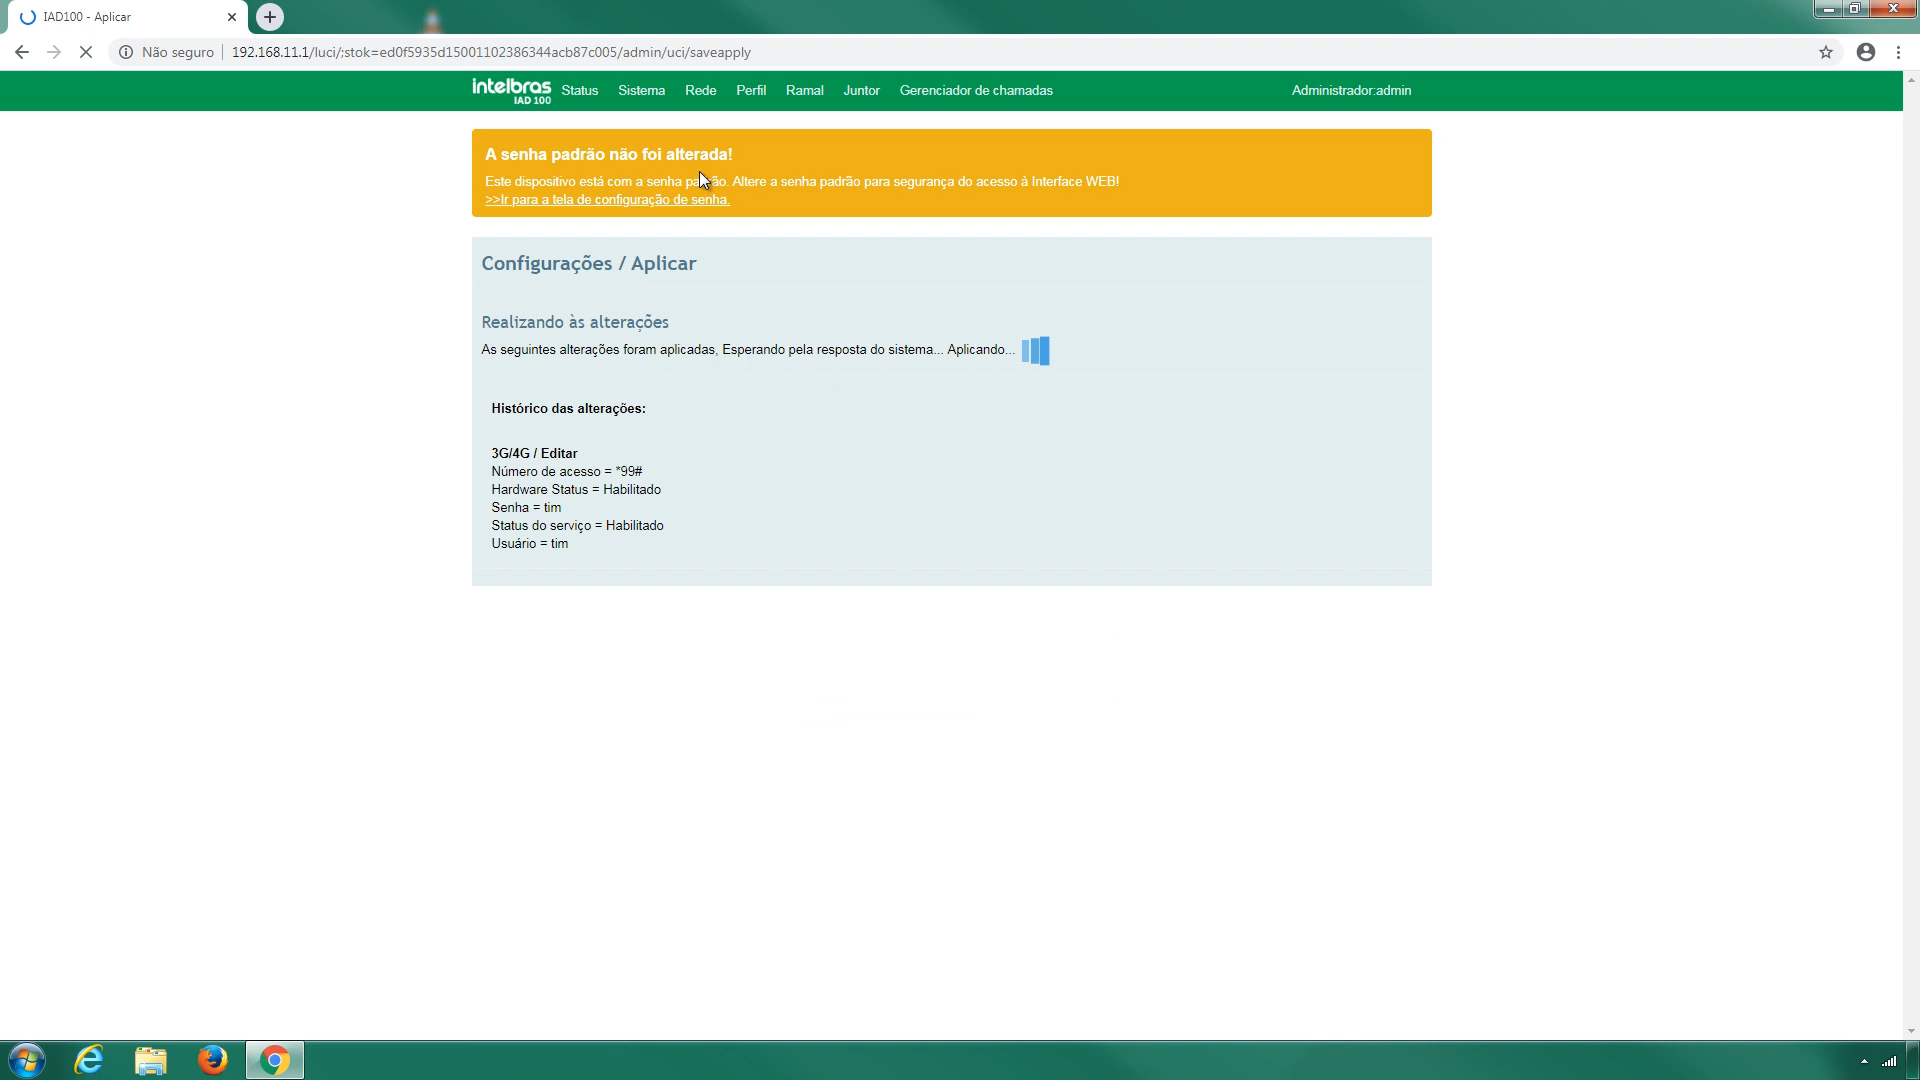 IAD100 - Aplicar
Não seguro
192.168.11.1/luci/;stok=ed0f5935d15001102386344acb87c005/admin/uci/saveapply
intelbras
IAD 100
Status Sistema Rede Perfil Ramal Juntor Gerenciador de chamadas Administrador:admin
A senha padrão não foi alterada!
Este dispositivo está com a senha padrão. Altere a senha padrão para segurança do acesso à Interface WEB!
>>Ir para a tela de configuração de senha.
Configurações / Aplicar
Realizando às alterações
As seguintes alterações foram aplicadas, Esperando pela resposta do sistema... Aplicando...
Histórico das alterações:
3G/4G / Editar
Número de acesso = *99#
Hardware Status = Habilitado
Senha = tim
Status do serviço = Habilitado
Usuário = tim